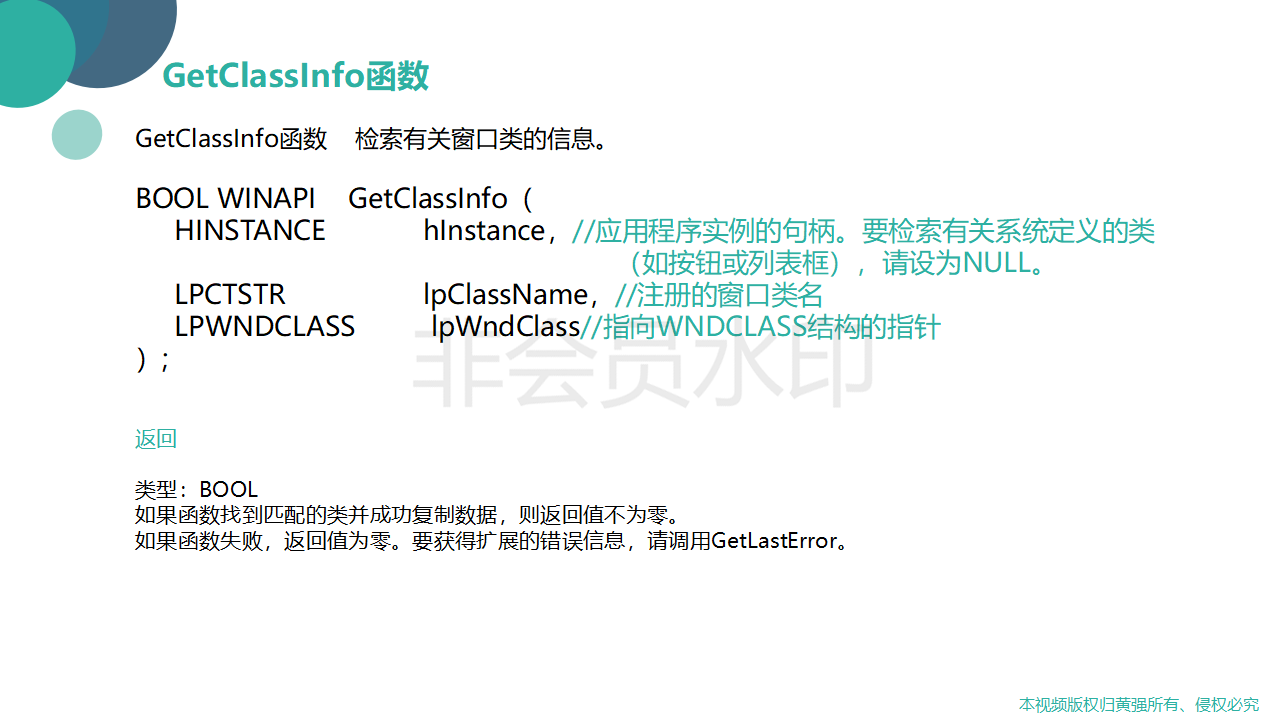 GetClassInfo函数
GetClassInfo函数    检索有关窗口类的信息。
BOOL WINAPI    GetClassInfo（
HINSTANCE            hInstance，//应用程序实例的句柄。要检索有关系统定义的类
（如按钮或列表框），请设为NULL。
LPCTSTR                 lpClassName，//注册的窗口类名
LPWNDCLASS         lpWndClass//指向WNDCLASS结构的指针
）;
非会员水印
返回
类型：BOOL
如果函数找到匹配的类并成功复制数据，则返回值不为零。
如果函数失败，返回值为零。要获得扩展的错误信息，请调用GetLastError。
本视频版权归黄强所有、侵权必究